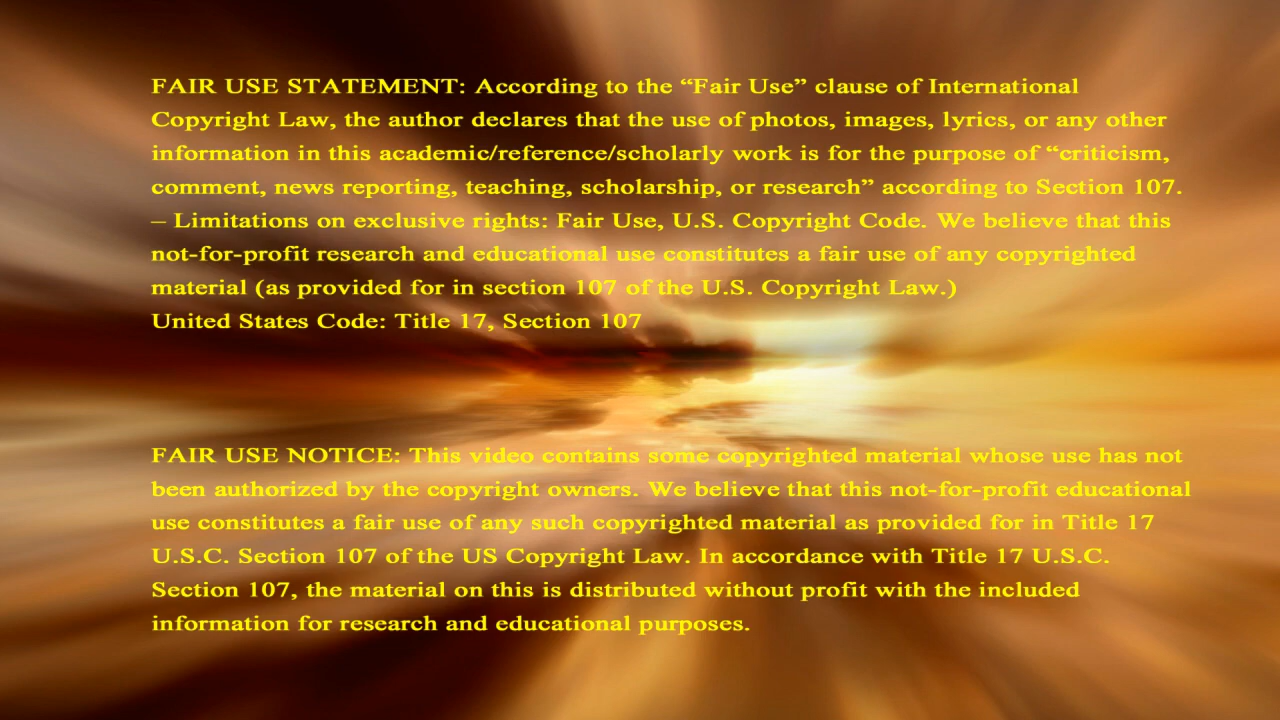 FAIR USE STATEMENT: According to the “Fair Use” clause of International
Copyright Law, the author declares that the use of photos, images, lyrics, or any other
information in this academic/reference/scholarly work is for the purpose of “criticism,
comment, news reporting, teaching, scholarship, or research” according to Section 107.
– Limitations on exclusive rights: Fair Use, U.S. Copyright Code. We believe that this
not-for-profit research and educational use constitutes a fair use of any copyrighted
material (as provided for in section 107 of the U.S. Copyright Law.)
United States Code: Title 17, Section 107
FAIR USE NOTICE: This video contains some copyrighted material whose use has not
been authorized by the copyright owners. We believe that this not-for-profit educational
use constitutes a fair use of any such copyrighted material as provided for in Title 17
U.S.C. Section 107 of the US Copyright Law. In accordance with Title 17 U.S.C.
Section 107, the material on this is distributed without profit with the included
information for research and educational purposes.